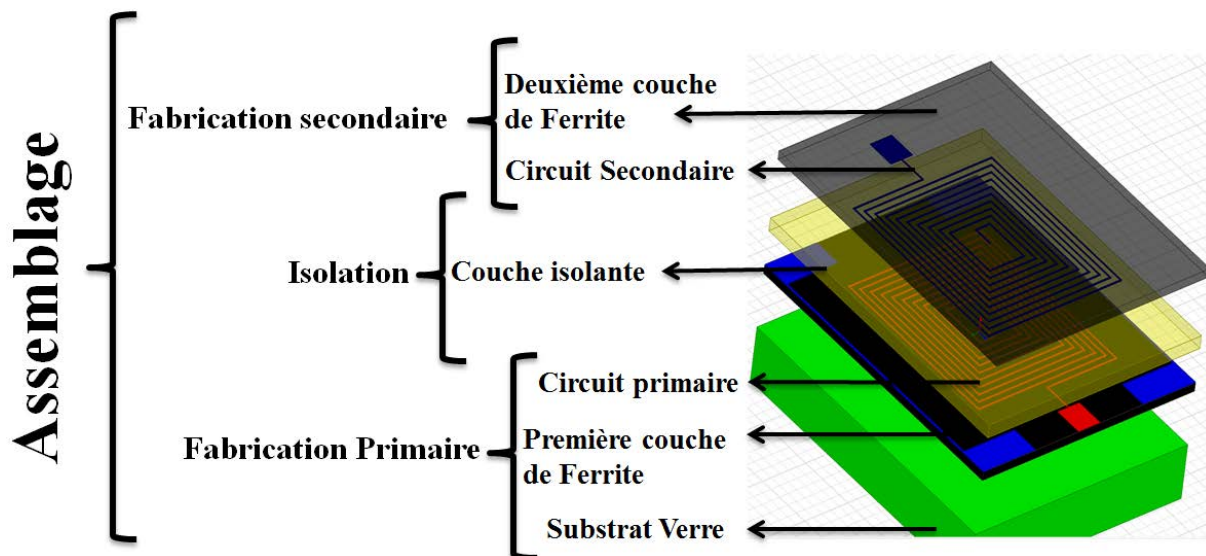 Assemblage
Fabrication secondaire
Deuxième couche
de Ferrite
Circuit Secondaire
Isolation
Couche isolante
Fabrication Primaire
Circuit primaire
Première couche
de Ferrite
Substrat Verre